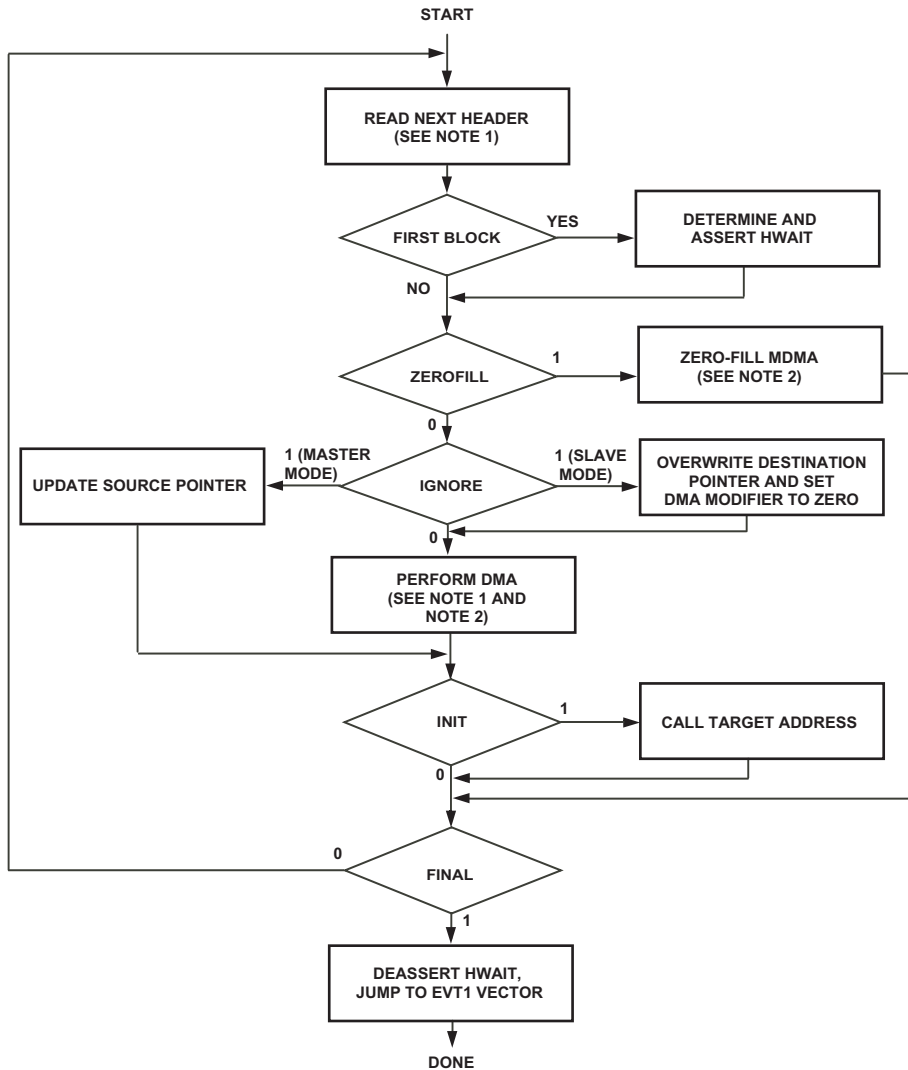 START
READ NEXT HEADER
(SEE NOTE 1)
FIRST BLOCK
YES
DETERMINE AND
ASSERT HWAIT
NO
ZEROFILL
1
ZERO-FILL MDMA
(SEE NOTE 2)
0
1 (MASTER
MODE)
1 (SLAVE
MODE)
UPDATE SOURCE POINTER
IGNORE
OVERWRITE DESTINATION
POINTER AND SET
DMA MODIFIER TO ZERO
0
PERFORM DMA
(SEE NOTE 1 AND
NOTE 2)
INIT
1
CALL TARGET ADDRESS
0
0
FINAL
1
DEASSERT HWAIT,
JUMP TO EVT1 VECTOR
DONE